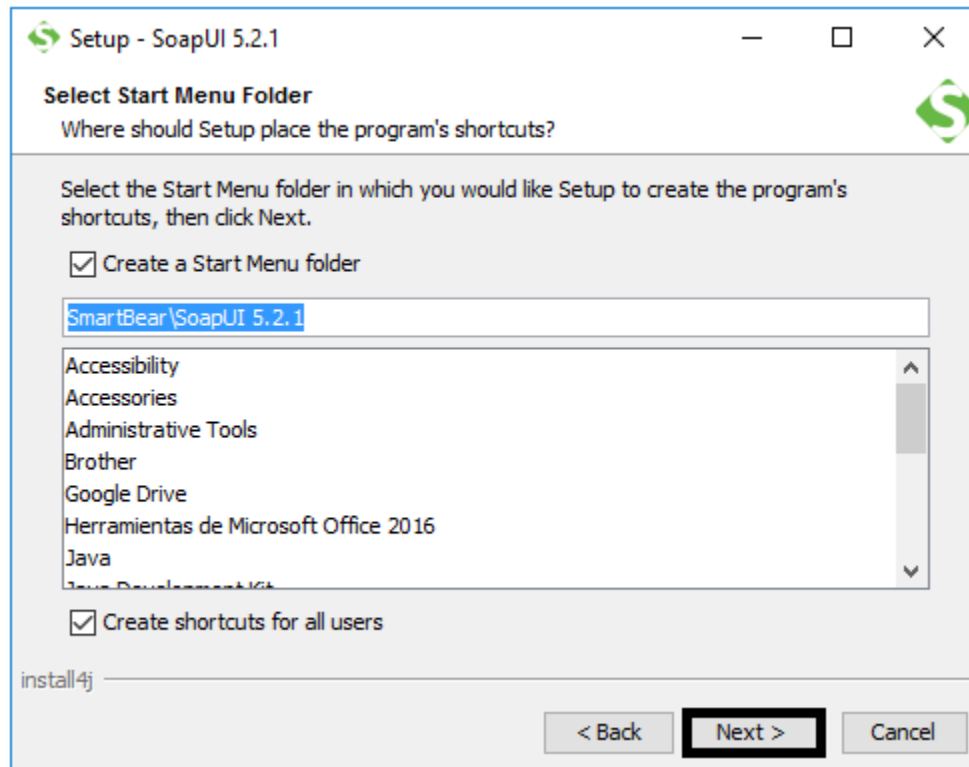 Setup - SoapUI 5.2.1
Select Start Menu Folder
Where should Setup place the program's shortcuts?
Select the Start Menu folder in which you would like Setup to create the program's
shortcuts, then click Next.
Create a Start Menu folder
SmartBear\SoapUI 5.2.1
Accessibility
Accessories
Administrative Tools
Brother
Google Drive
Herramientas de Microsoft Office 2016
Java
Java Development Kit
Create shortcuts for all users
install4j
< Back Next > Cancel